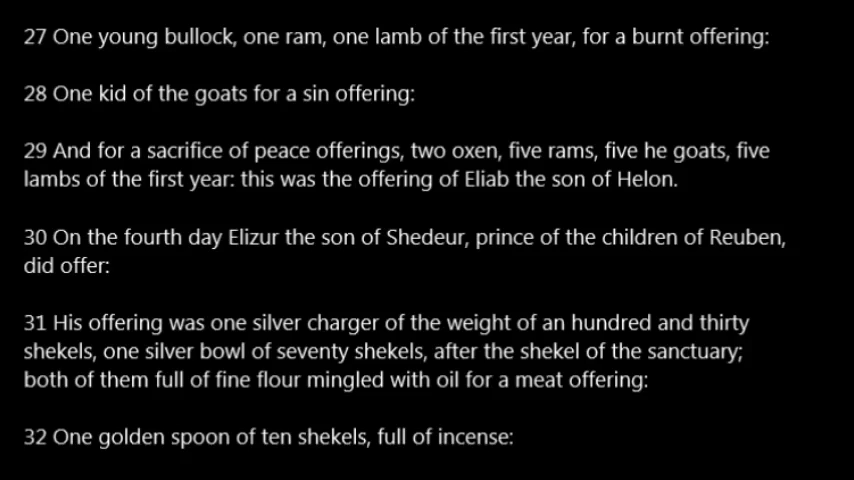 27 One young bullock, one ram, one lamb of the first year, for a burnt offering:
28 One kid of the goats for a sin offering:
29 And for a sacrifice of peace offerings, two oxen, five rams, five he goats, five
lambs of the first year: this was the offering of Eliab the son of Helon.
30 On the fourth day Elizur the son of Shedeur, prince of the children of Reuben,
did offer:
31 His offering was one silver charger of the weight of an hundred and thirty
shekels, one silver bowl of seventy shekels, after the shekel of the sanctuary;
both of them full of fine flour mingled with oil for a meat offering:
32 One golden spoon of ten shekels, full of incense: